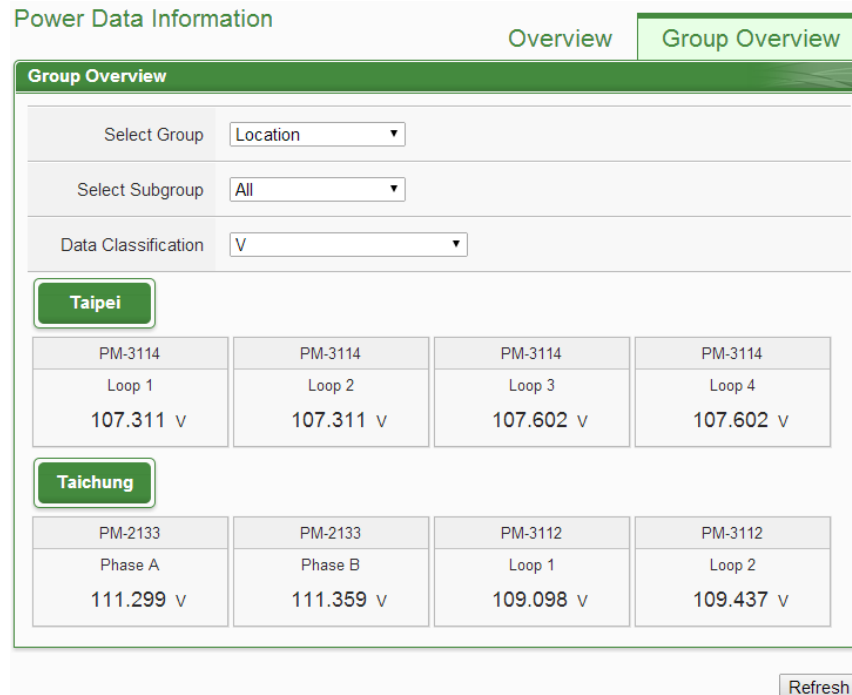 Power Data Information
Overview
Group Overview
Group Overview
Select Group Location
Select Subgroup All
Data Classification V
Taipei
PM-3114 PM-3114 PM-3114 PM-3114
Loop 1 Loop 2 Loop 3 Loop 4
107.311 V 107.311 V 107.602 V 107.602 V
Taichung
PM-2133 PM-2133 PM-3112 PM-3112
Phase A Phase B Loop 1 Loop 2
111.299 V 111.359 V 109.098 V 109.437 V
Refresh